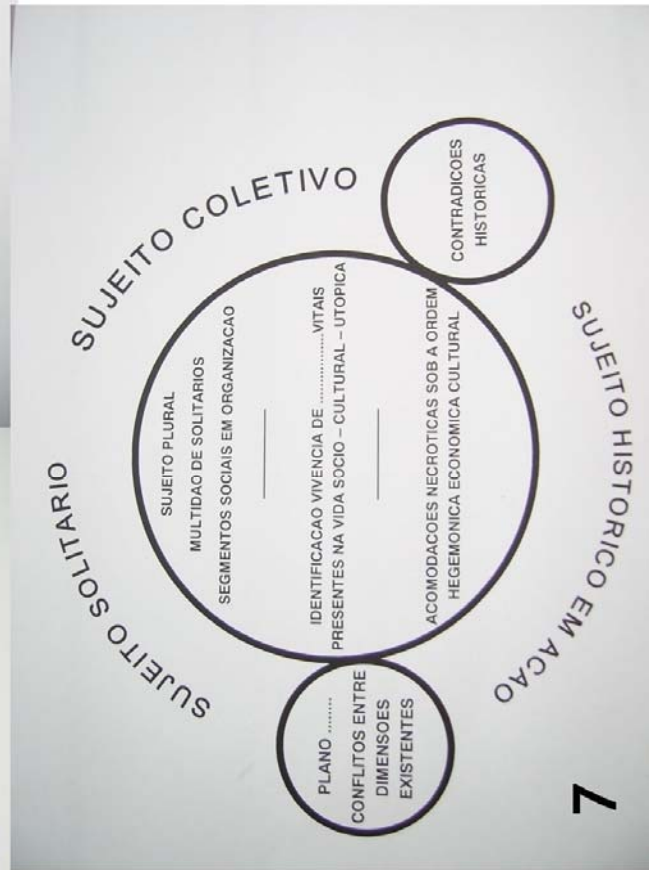 SUJEITO SOLITARIO
SUJEITO COLETIVO
SUJEITO PLURAL
MULTIDAO DE SOLITARIOS
SEGMENTOS SOCIAIS EM ORGANIZACAO
IDENTIFICACAO VIVENCIA DE ..................VITAIS
PRESENTES NA VIDA SOCIO – CULTURAL – UTOPICA
ACOMODACOES NECROTICAS SOB A ORDEM
HEGEMONICA ECONOMICA CULTURAL
PLANO ........
CONFLITOS ENTRE
DIMENSOES
EXISTENTES
CONTRADICOES
HISTORICAS
SUJEITO HISTORICO EM ACAO
7